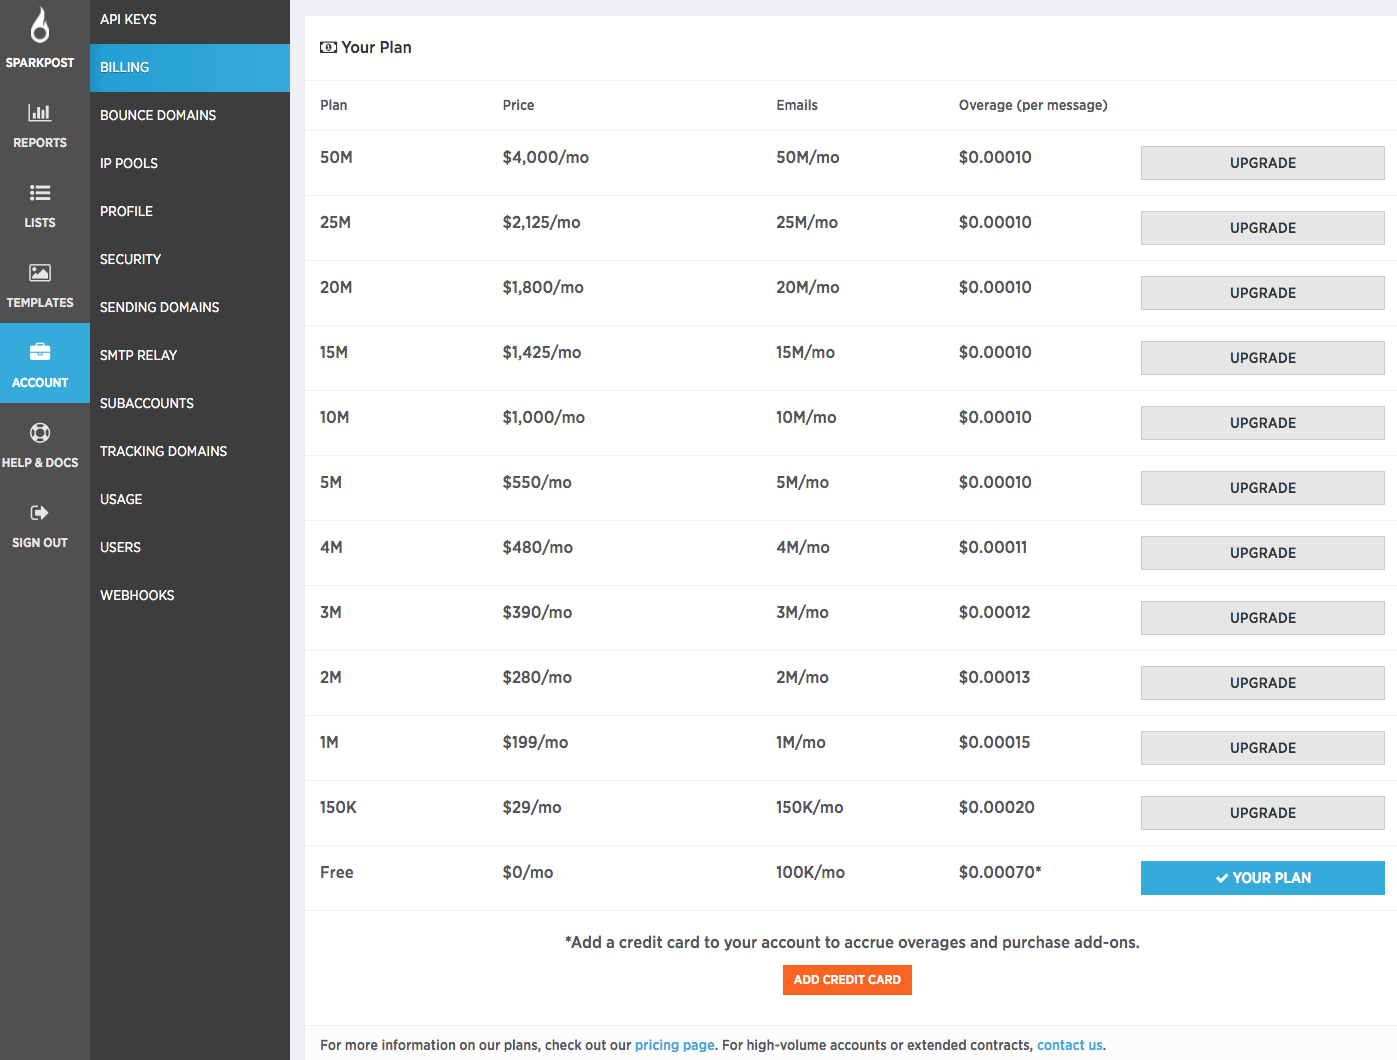 SPARKPOST
REPORTS
LISTS
TEMPLATES
ACCOUNT
HELP & DOCS
SIGN OUT
API KEYS
BILLING
BOUNCE DOMAINS
IP POOLS
PROFILE
SECURITY
SENDING DOMAINS
SMTP RELAY
SUBACCOUNTS
TRACKING DOMAINS
USAGE
USERS
WEBHOOKS
Your Plan
Plan Price Emails Overage (per message)
50M $4,000/mo 50M/mo $0.00010 UPGRADE
25M $2,125/mo 25M/mo $0.00010 UPGRADE
20M $1,800/mo 20M/mo $0.00010 UPGRADE
15M $1,425/mo 15M/mo $0.00010 UPGRADE
10M $1,000/mo 10M/mo $0.00010 UPGRADE
5M $550/mo 5M/mo $0.00010 UPGRADE
4M $480/mo 4M/mo $0.00011 UPGRADE
3M $390/mo 3M/mo $0.00012 UPGRADE
2M $280/mo 2M/mo $0.00013 UPGRADE
1M $199/mo 1M/mo $0.00015 UPGRADE
150K $29/mo 150K/mo $0.00020 UPGRADE
Free $0/mo 100K/mo $0.00070* YOUR PLAN
*Add a credit card to your account to accrue overages and purchase add-ons.
ADD CREDIT CARD
For more information on our plans, check out our pricing page. For high-volume accounts or extended contracts, contact us.